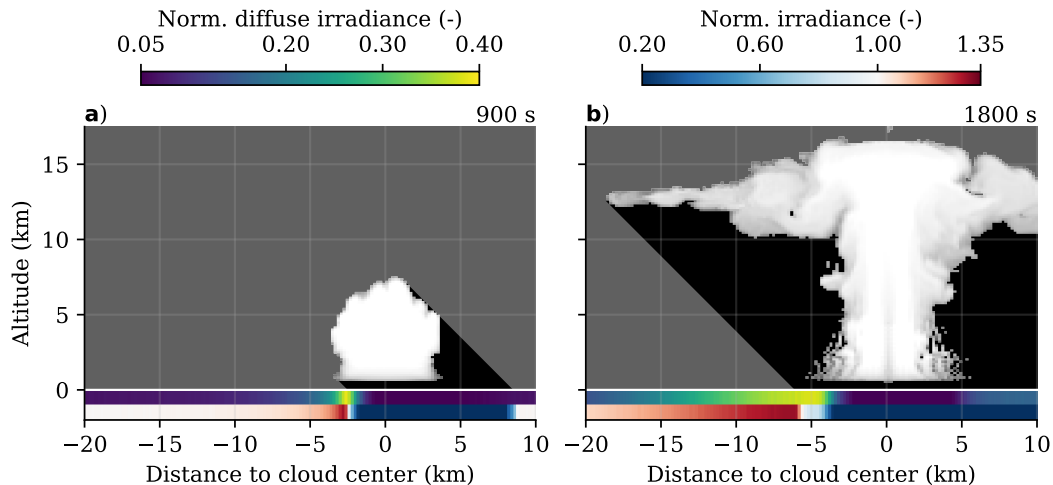 Norm. diffuse irradiance (-)
0.05 0.20 0.30 0.40
Norm. irradiance (-)
0.20 0.60 1.00 1.35
a) 900 s
b) 1800 s
Altitude (km)
15
10
5
0
−20 −15 −10 −5 0 5 10
Distance to cloud center (km)
−20 −15 −10 −5 0 5 10
Distance to cloud center (km)